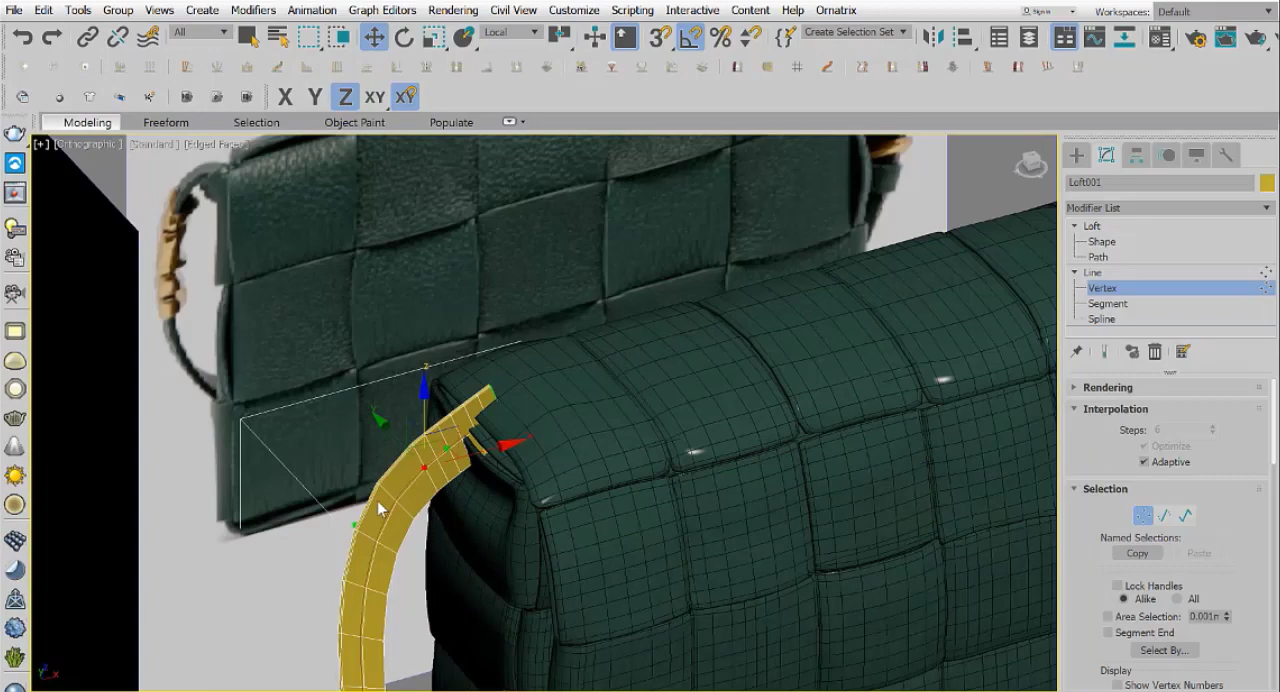 File Edit Tools Group Views Create Modifiers Animation Graph Editors Rendering Civil View Customize Scripting Interactive Content Help Ornatrix
Sign In Workspaces: Default
All Local Create Selection Set
X Y Z XY XY
Modeling Freeform Selection Object Paint Populate
[+] [Orthographic] [Standard] [Edged Faces]
Loft001
Modifier List
Loft
Shape
Path
Line
Vertex
Segment
Spline
Rendering
Interpolation
Steps: 6
Optimize
Adaptive
Selection
Named Selections:
Copy Paste
Lock Handles
Alike All
Area Selection: 0.001m
Segment End
Select By...
Display
Show Vertex Numbers
z
x